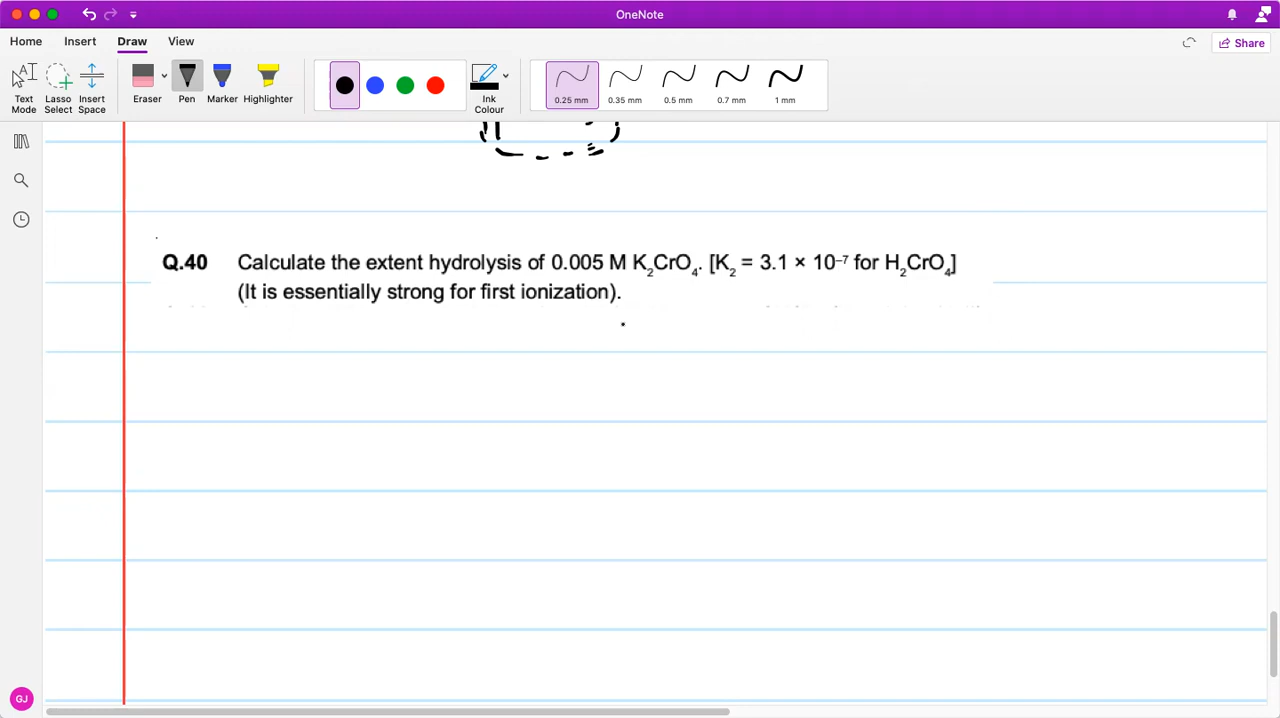 OneNote
Home Insert Draw View
Share
Text Mode Lasso Select Insert Space Eraser Pen Marker Highlighter Ink Colour 0.25 mm 0.35 mm 0.5 mm 0.7 mm 1 mm
Q.40 Calculate the extent hydrolysis of 0.005 M K₂CrO₄. [K₂ = 3.1 × 10⁻⁷ for H₂CrO₄]
(It is essentially strong for first ionization).
GJ